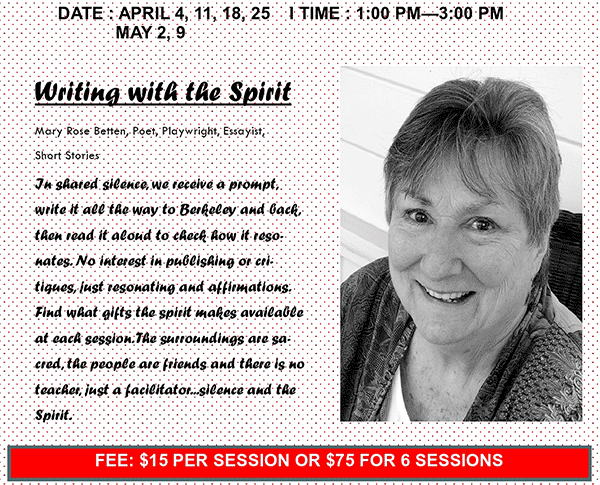 DATE : APRIL 4, 11, 18, 25 I TIME : 1:00 PM—3:00 PM
MAY 2, 9
Writing with the Spirit
Mary Rose Betten, Poet, Playwright, Essayist,
Short Stories
In shared silence, we receive a prompt,
write it all the way to Berkeley and back,
then read it aloud to check how it reso-
nates. No interest in publishing or cri-
tiques, just resonating and affirmations.
Find what gifts the spirit makes available
at each session.The surroundings are sa-
cred, the people are friends and there is no
teacher, just a facilitator...silence and the
Spirit.
FEE: $15 PER SESSION OR $75 FOR 6 SESSIONS